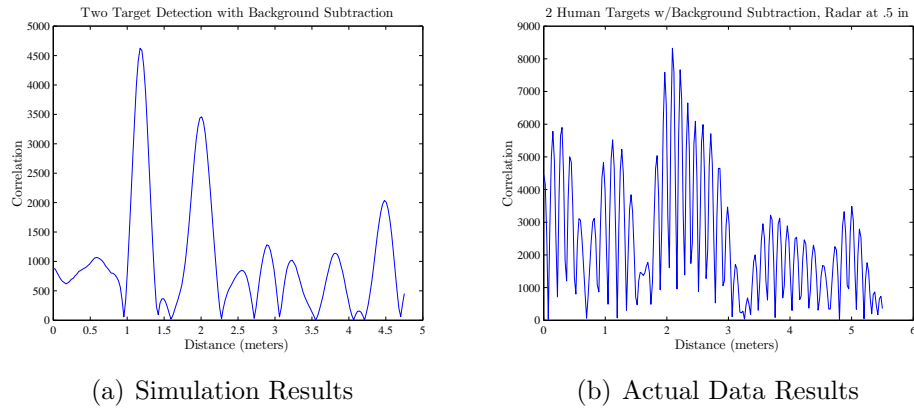 Two Target Detection with Background Subtraction
5000
4500
4000
3500
3000
2500
2000
1500
1000
500
0
Correlation
0 0.5 1 1.5 2 2.5 3 3.5 4 4.5 5
Distance (meters)
(a) Simulation Results
2 Human Targets w/Background Subtraction, Radar at .5 in
9000
8000
7000
6000
5000
4000
3000
2000
1000
0
Correlation
0 1 2 3 4 5 6
Distance (meters)
(b) Actual Data Results